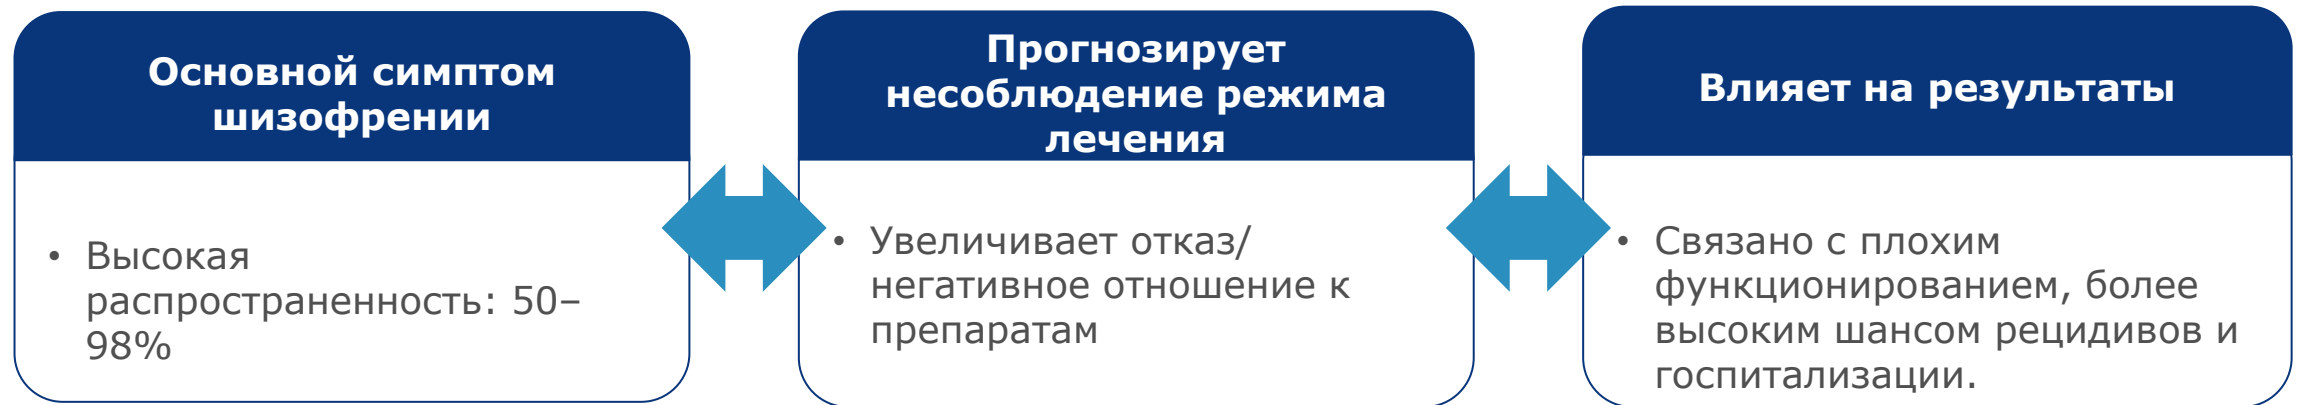 Основной симптом
шизофрении
• Высокая
распространенность: 50–
98%
Прогнозирует
несоблюдение режима
лечения
• Увеличивает отказ/
негативное отношение к
препаратам
Влияет на результаты
• Связано с плохим
функционированием, более
высоким шансом рецидивов и
госпитализации.